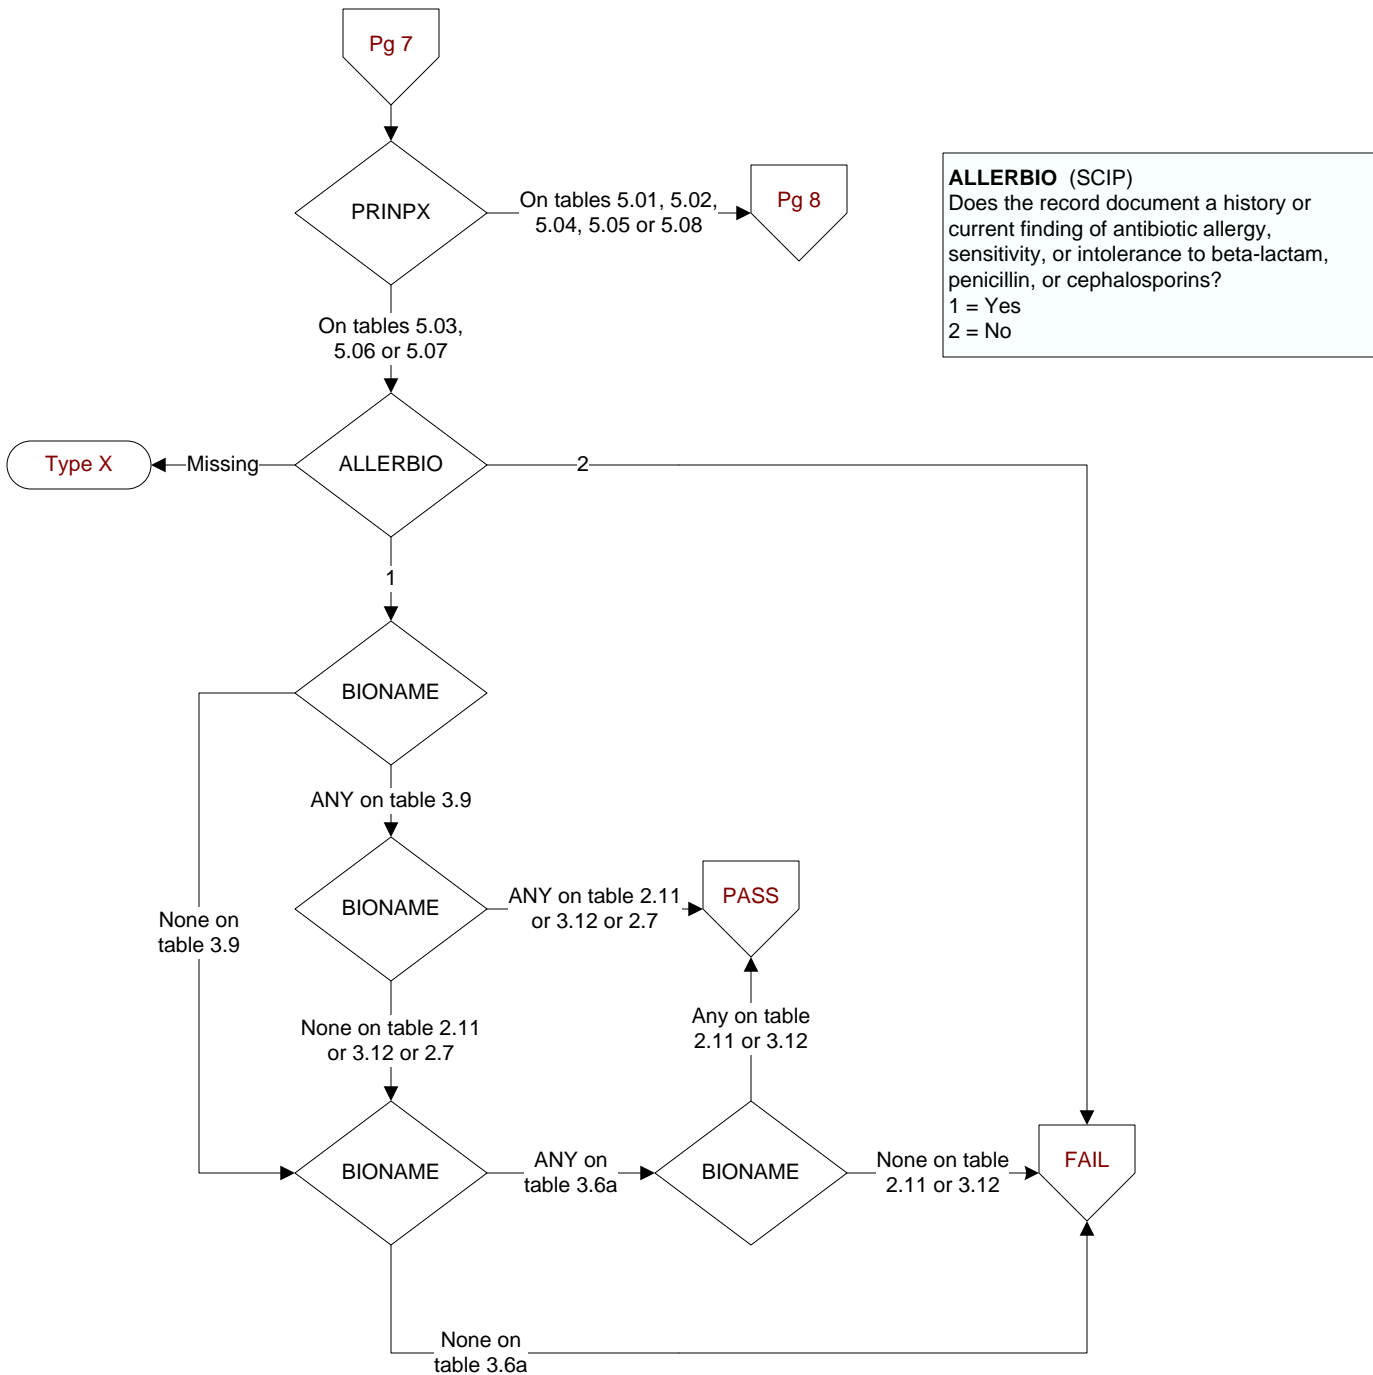 Pg 7
PRINPX
On tables 5.01, 5.02,
5.04, 5.05 or 5.08
Pg 8
ALLERBIO (SCIP)
Does the record document a history or
current finding of antibiotic allergy,
sensitivity, or intolerance to beta-lactam,
penicillin, or cephalosporins?
1 = Yes
2 = No
On tables 5.03,
5.06 or 5.07
Type X
Missing
ALLERBIO
2
1
BIONAME
ANY on table 3.9
None on
table 3.9
BIONAME
ANY on table 2.11
or 3.12 or 2.7
PASS
None on table 2.11
or 3.12 or 2.7
Any on table
2.11 or 3.12
BIONAME
ANY on
table 3.6a
BIONAME
None on table
2.11 or 3.12
FAIL
None on
table 3.6a